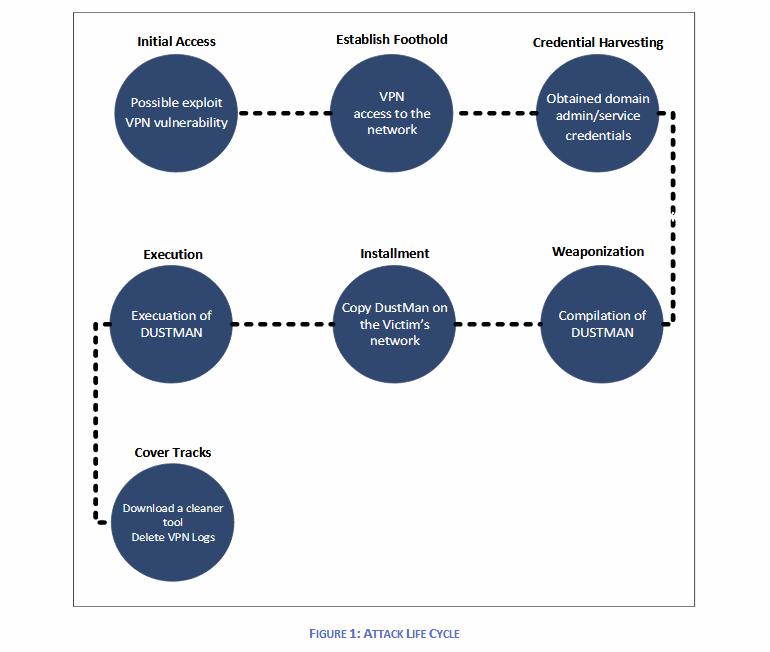 Initial Access
Possible exploit
VPN vulnerability
Establish Foothold
VPN
access to the
network
Credential Harvesting
Obtained domain
admin/service
credentials
Weaponization
Compilation of
DUSTMAN
Installment
Copy DustMan on
the Victim's
network
Execution
Execuation of
DUSTMAN
Cover Tracks
Download a cleaner
tool
Delete VPN Logs
FIGURE 1: ATTACK LIFE CYCLE